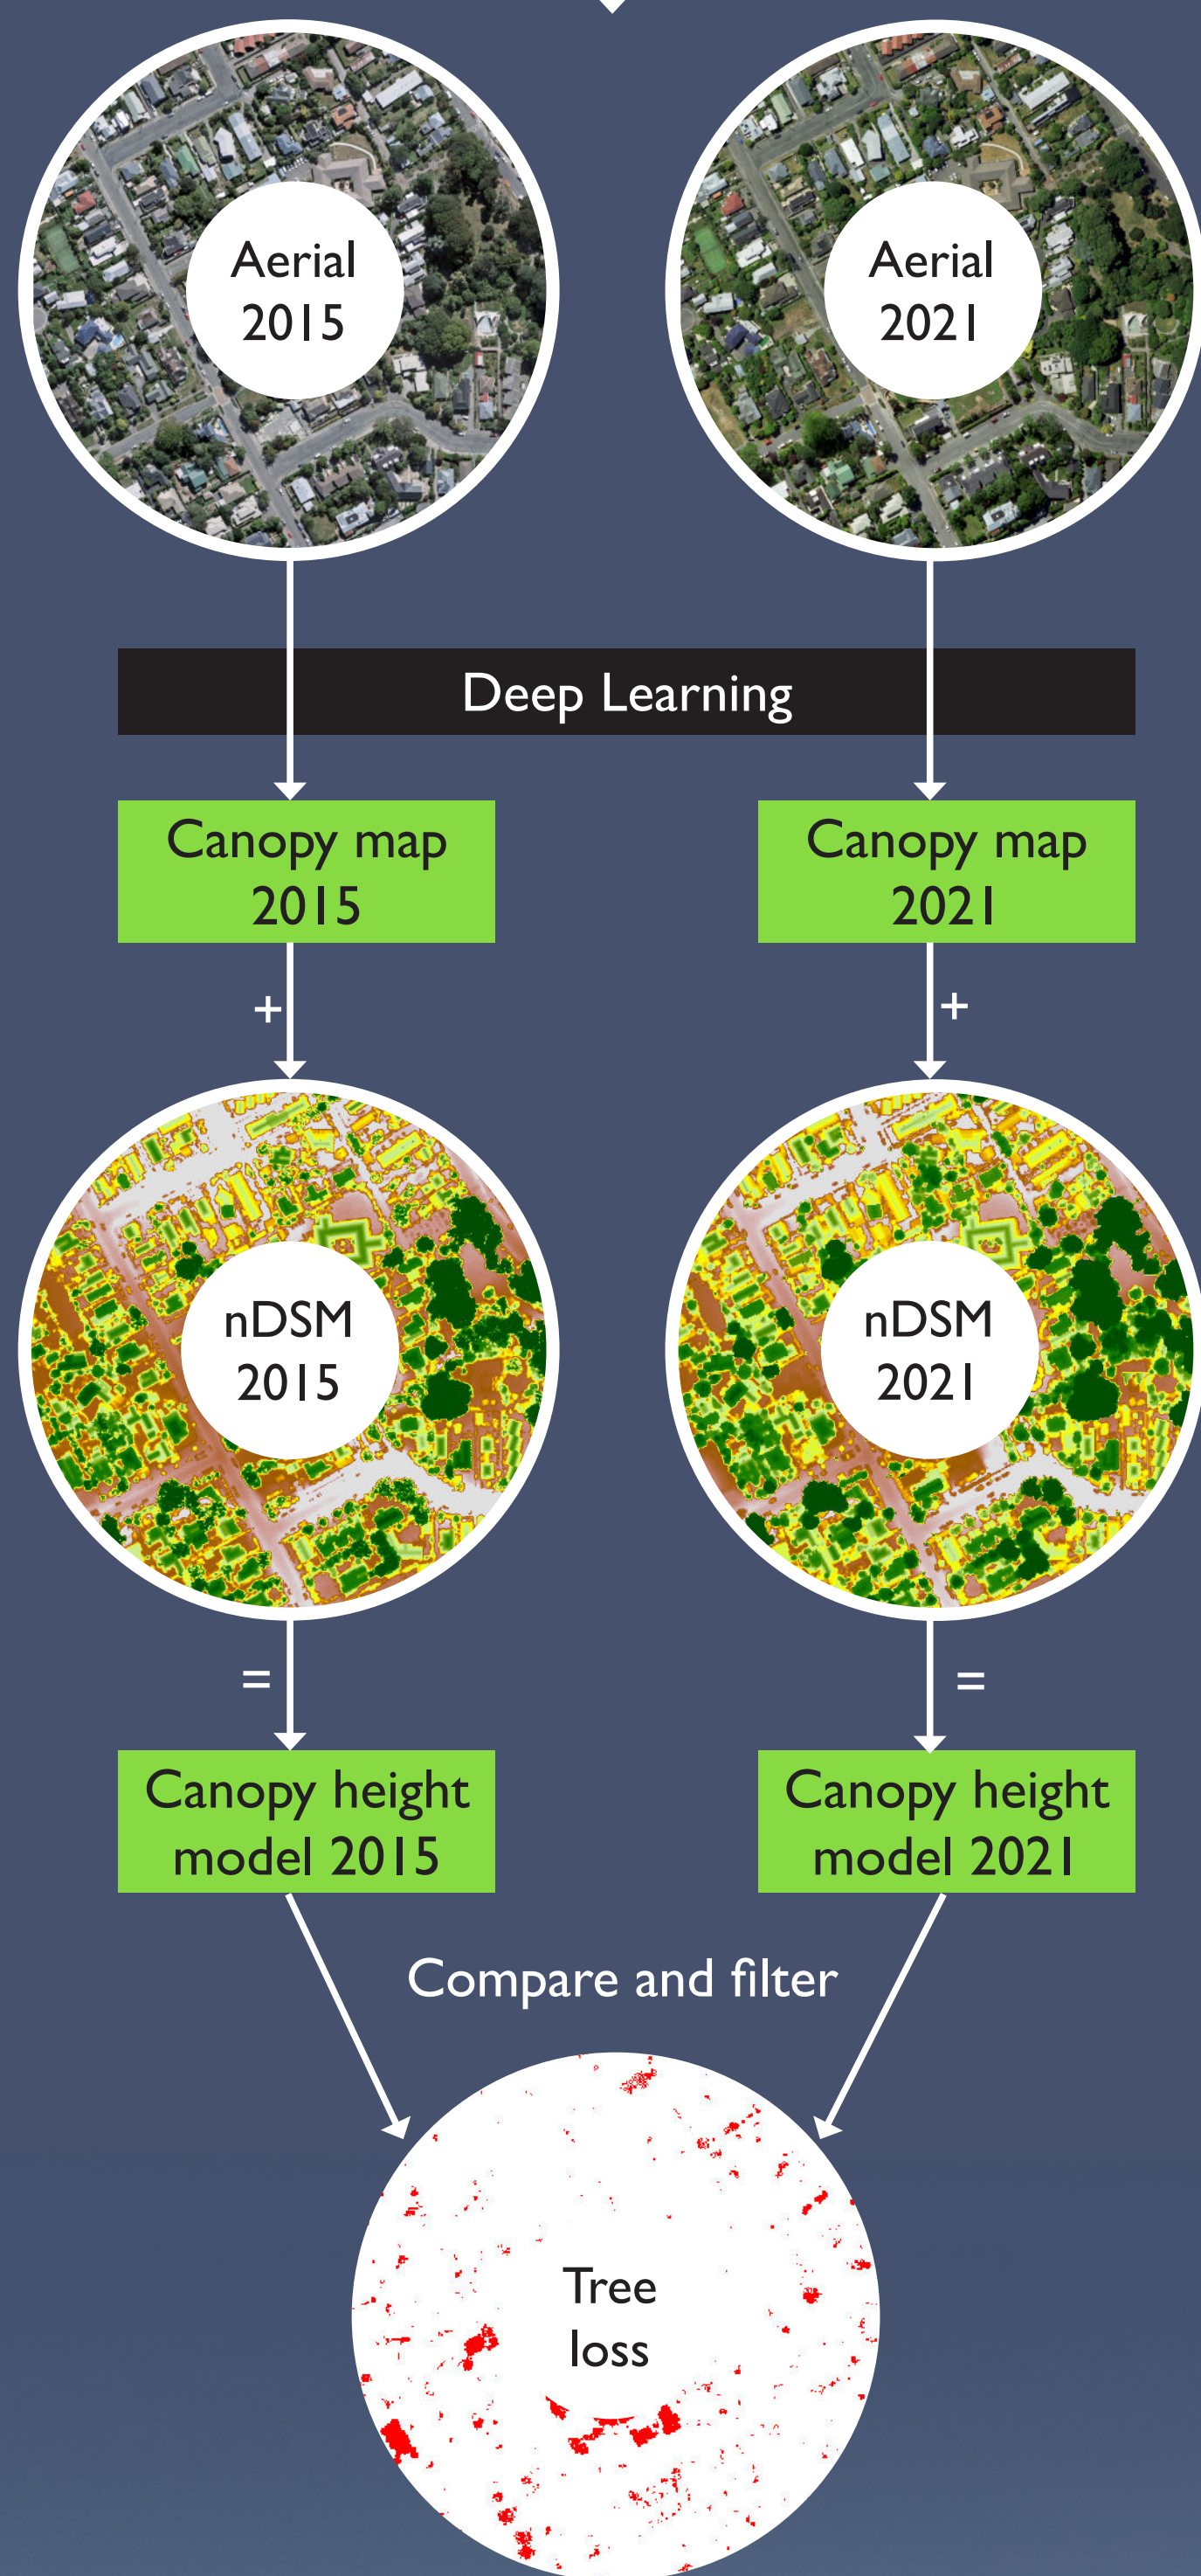 Aerial
2015
Aerial
2021
Deep Learning
Canopy map
2015
Canopy map
2021
+
+
nDSM
2015
nDSM
2021
=
=
Canopy height
model 2015
Canopy height
model 2021
Compare and filter
Tree
loss